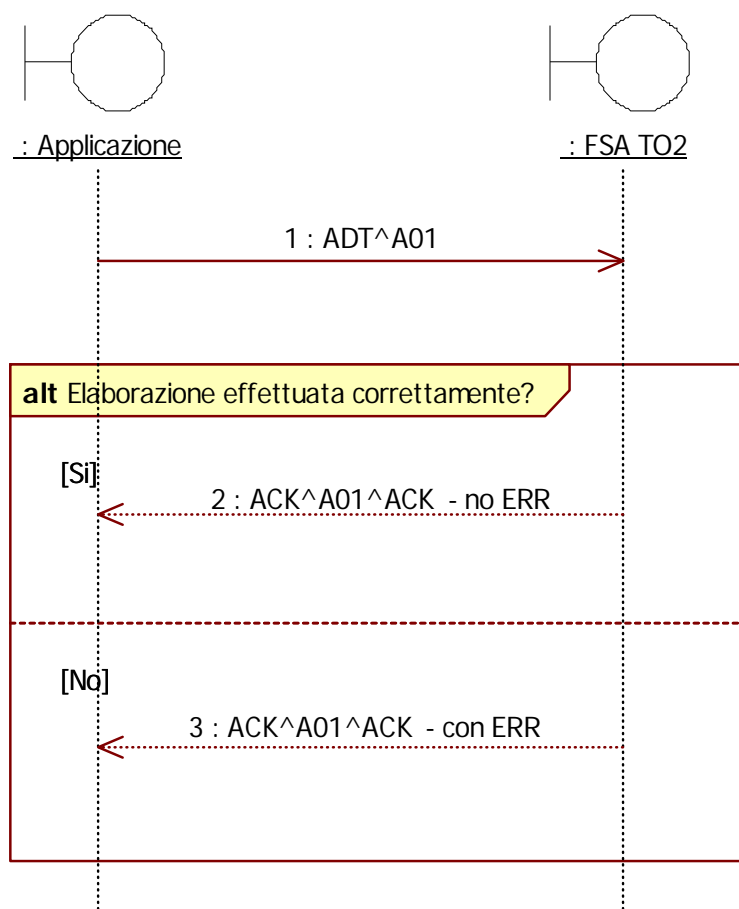 : Applicazione
: FSA TO2
1 : ADT^A01
alt Elaborazione effettuata correttamente?
[Si]
2 : ACK^A01^ACK - no ERR
[No]
3 : ACK^A01^ACK - con ERR